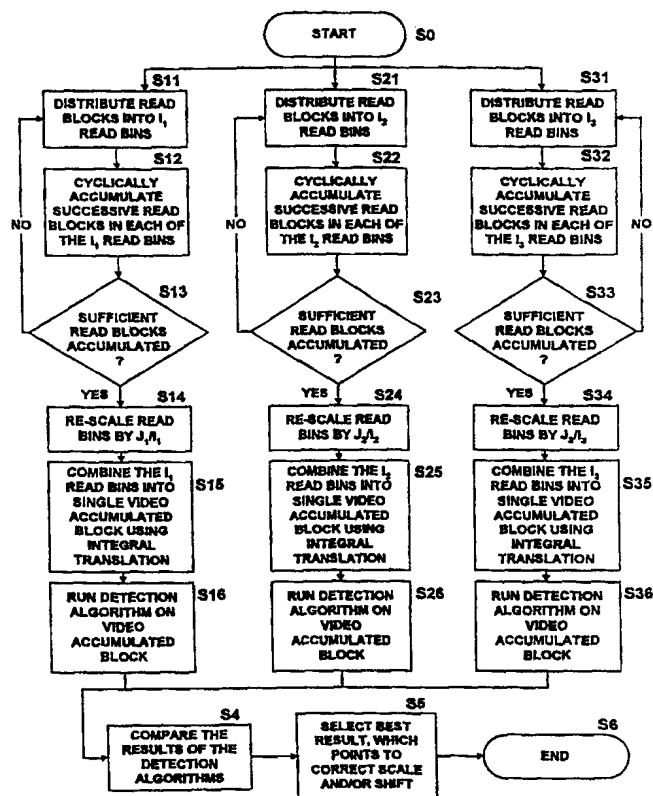 START
S0
S11
DISTRIBUTE READ
BLOCKS INTO I1
READ BINS
S12
CYCLICALLY
ACCUMULATE
SUCCESSIVE READ
BLOCKS IN EACH OF
THE I1 READ BINS
NO
S13
SUFFICIENT
READ BLOCKS
ACCUMULATED
?
YES
S14
RE-SCALE READ
BINS BY J1/I1
S15
COMBINE THE I1
READ BINS INTO
SINGLE VIDEO
ACCUMULATED
BLOCK USING
INTEGRAL
TRANSLATION
S16
RUN DETECTION
ALGORITHM ON
VIDEO
ACCUMULATED
BLOCK
S21
DISTRIBUTE READ
BLOCKS INTO I2
READ BINS
S22
CYCLICALLY
ACCUMULATE
SUCCESSIVE READ
BLOCKS IN EACH OF
THE I2 READ BINS
NO
S23
SUFFICIENT
READ BLOCKS
ACCUMULATED
?
YES
S24
RE-SCALE READ
BINS BY J2/I2
S25
COMBINE THE I2
READ BINS INTO
SINGLE VIDEO
ACCUMULATED
BLOCK USING
INTEGRAL
TRANSLATION
S26
RUN DETECTION
ALGORITHM ON
VIDEO
ACCUMULATED
BLOCK
S31
DISTRIBUTE READ
BLOCKS INTO I3
READ BINS
S32
CYCLICALLY
ACCUMULATE
SUCCESSIVE READ
BLOCKS IN EACH OF
THE I3 READ BINS
NO
S33
SUFFICIENT
READ BLOCKS
ACCUMULATED
?
YES
S34
RE-SCALE READ
BINS BY J3/I3
S35
COMBINE THE I3
READ BINS INTO
SINGLE VIDEO
ACCUMULATED
BLOCK USING
INTEGRAL
TRANSLATION
S36
RUN DETECTION
ALGORITHM ON
VIDEO
ACCUMULATED
BLOCK
S4
COMPARE THE
RESULTS OF THE
DETECTION
ALGORITHMS
S5
SELECT BEST
RESULT, WHICH
POINTS TO
CORRECT SCALE
AND/OR SHIFT
S6
END